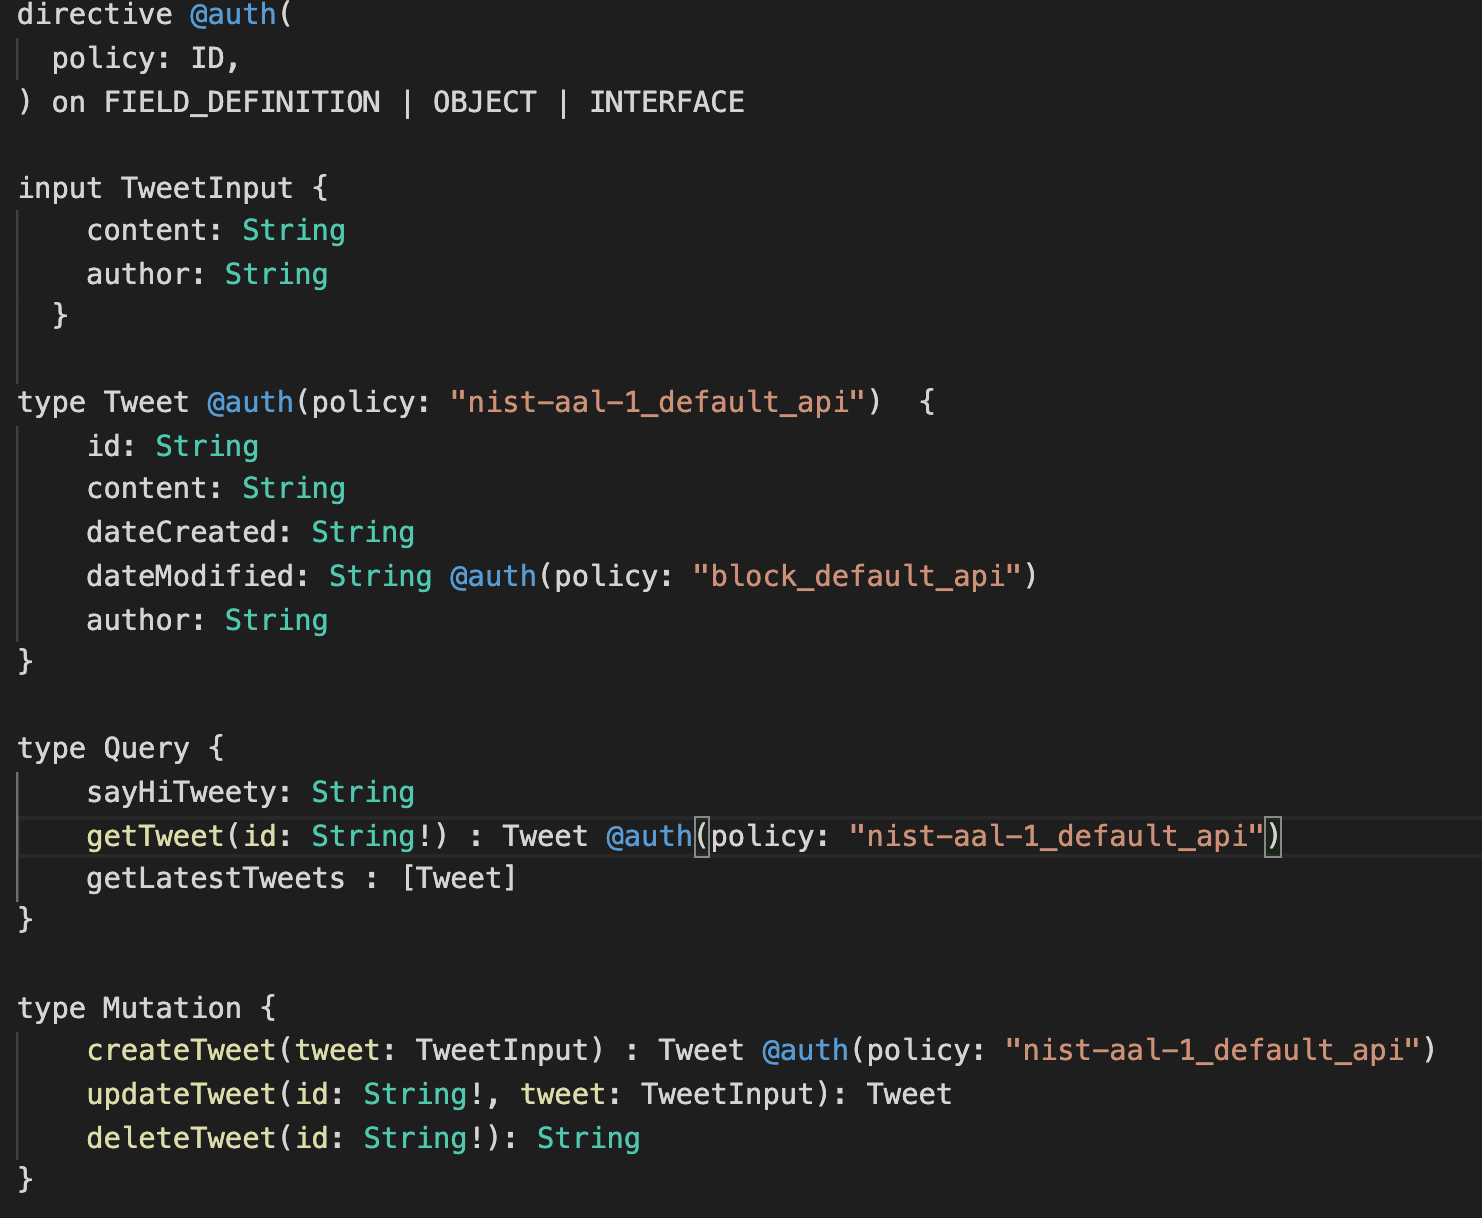 directive @auth(
  policy: ID,
) on FIELD_DEFINITION | OBJECT | INTERFACE

input TweetInput {
    content: String
    author: String
  }

type Tweet @auth(policy: "nist-aal-1_default_api")  {
    id: String
    content: String
    dateCreated: String
    dateModified: String @auth(policy: "block_default_api")
    author: String
}

type Query {
    sayHiTweety: String
    getTweet(id: String!) : Tweet @auth(policy: "nist-aal-1_default_api")
    getLatestTweets : [Tweet]
}

type Mutation {
    createTweet(tweet: TweetInput) : Tweet @auth(policy: "nist-aal-1_default_api")
    updateTweet(id: String!, tweet: TweetInput): Tweet
    deleteTweet(id: String!): String
}